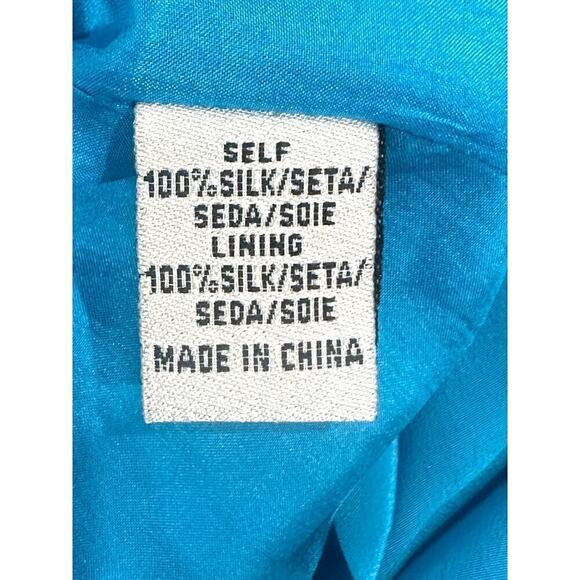 SELF
100%SILK/SETA/
SEDA/SOIE
LINING
100%SILK/SETA/
SEDA/SOIE
MADE IN CHINA